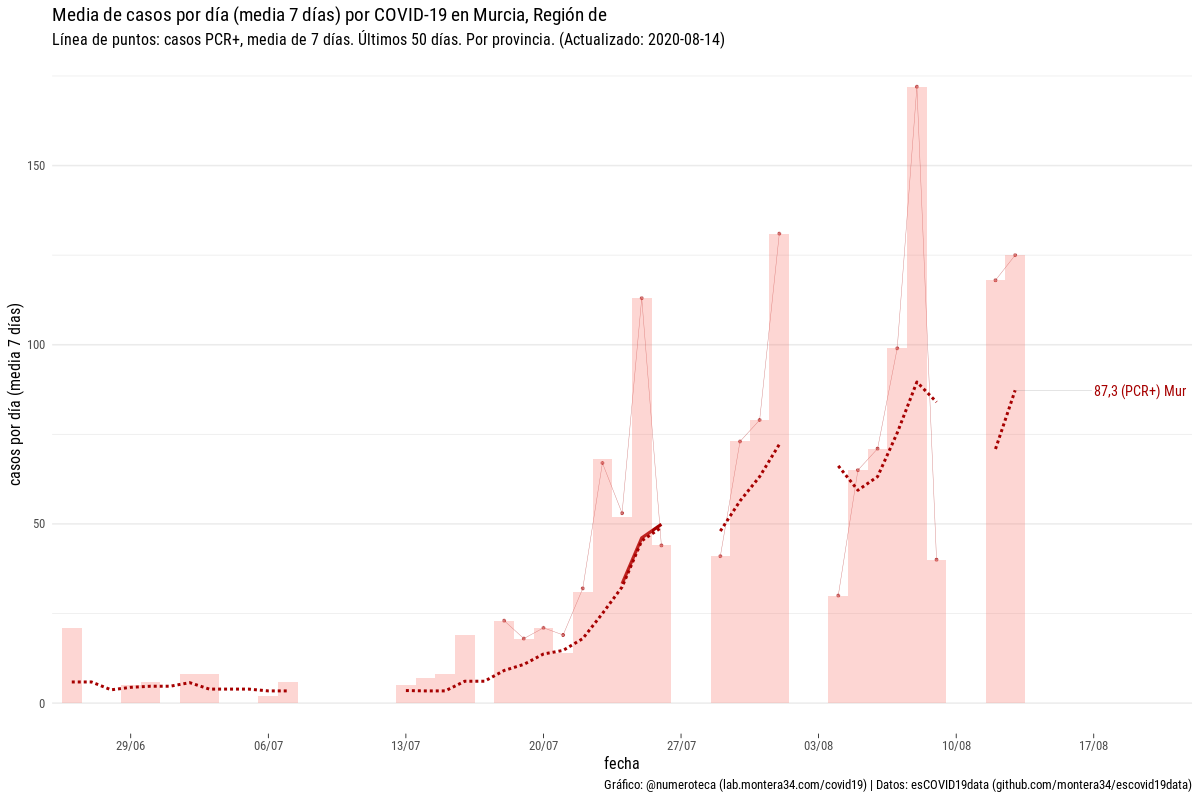 Media de casos por día (media 7 días) por COVID-19 en Murcia, Región de
Línea de puntos: casos PCR+, media de 7 días. Últimos 50 días. Por provincia. (Actualizado: 2020-08-14)
casos por día (media 7 días)
150
100
50
0
87,3 (PCR+) Mur
29/06
06/07
13/07
20/07
27/07
03/08
10/08
17/08
fecha
Gráfico: @numeroteca (lab.montera34.com/covid19) | Datos: esCOVID19data (github.com/montera34/escovid19data)